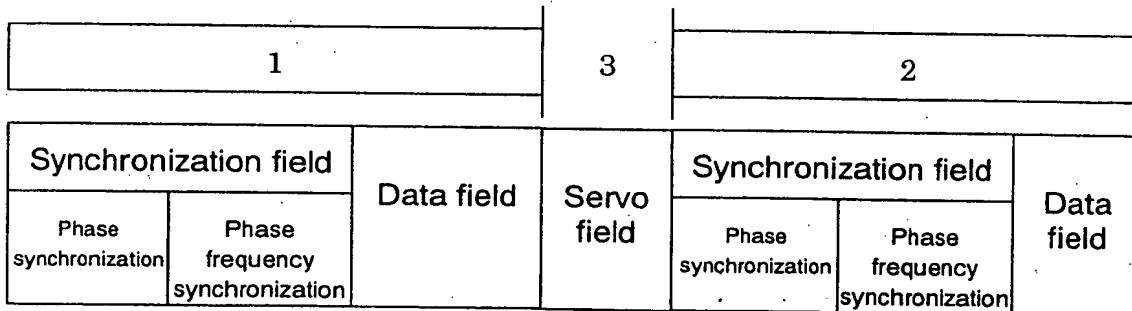 1
3
2
Synchronization field
Data field
Servo
field
Synchronization field
Data
field
Phase
synchronization
Phase
frequency
synchronization
Phase
synchronization
Phase
frequency
synchronization